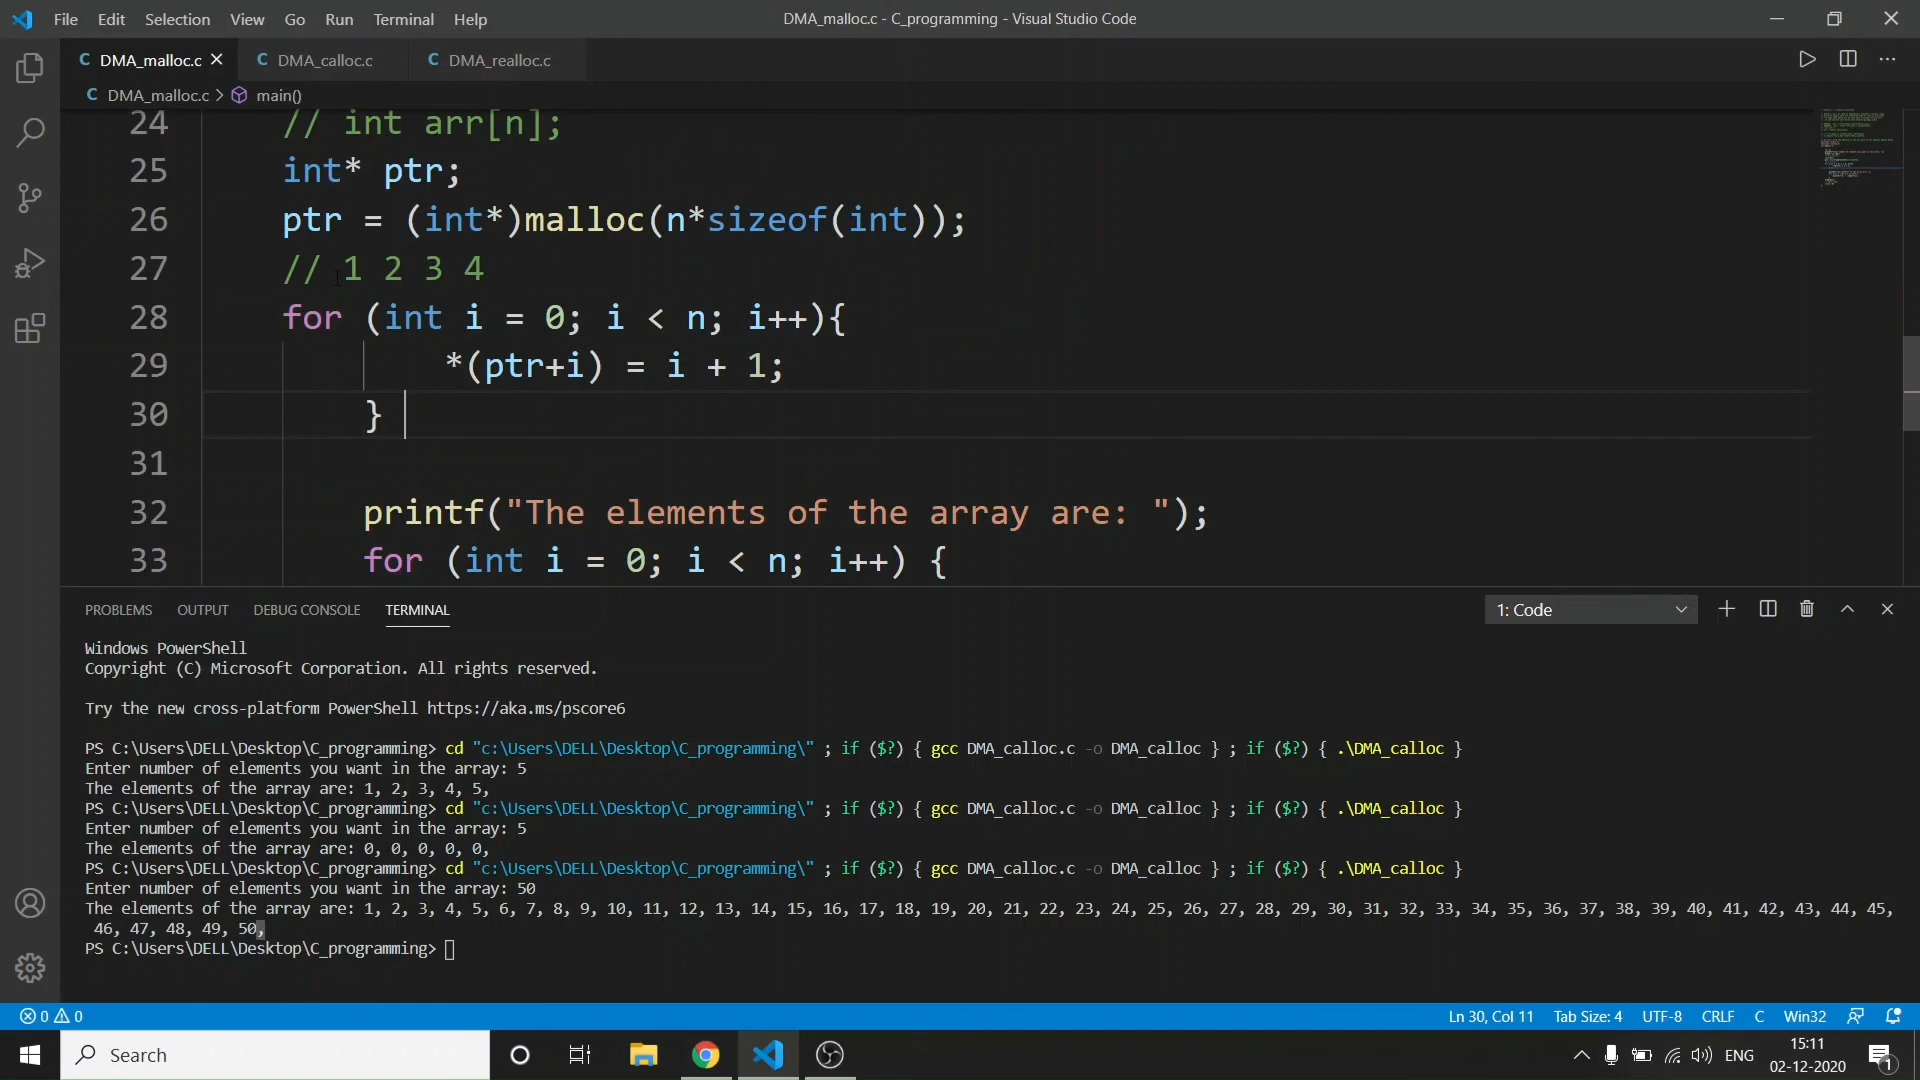 File Edit Selection View Go Run Terminal Help
DMA_malloc.c - C_programming - Visual Studio Code
C DMA_malloc.c
C DMA_calloc.c
C DMA_realloc.c
C DMA_malloc.c > main()
24 // int arr[n];
25 int* ptr;
26 ptr = (int*)malloc(n*sizeof(int));
27 // 1 2 3 4
28 for (int i = 0; i < n; i++){
29 *(ptr+i) = i + 1;
30 }
31
32 printf("The elements of the array are: ");
33 for (int i = 0; i < n; i++) {
PROBLEMS OUTPUT DEBUG CONSOLE TERMINAL
1: Code
Windows PowerShell
Copyright (C) Microsoft Corporation. All rights reserved.
Try the new cross-platform PowerShell https://aka.ms/pscore6
PS C:\Users\DELL\Desktop\C_programming> cd "c:\Users\DELL\Desktop\C_programming\" ; if ($?) { gcc DMA_calloc.c -o DMA_calloc } ; if ($?) { .\DMA_calloc }
Enter number of elements you want in the array: 5
The elements of the array are: 1, 2, 3, 4, 5,
PS C:\Users\DELL\Desktop\C_programming> cd "c:\Users\DELL\Desktop\C_programming\" ; if ($?) { gcc DMA_calloc.c -o DMA_calloc } ; if ($?) { .\DMA_calloc }
Enter number of elements you want in the array: 5
The elements of the array are: 0, 0, 0, 0, 0,
PS C:\Users\DELL\Desktop\C_programming> cd "c:\Users\DELL\Desktop\C_programming\" ; if ($?) { gcc DMA_calloc.c -o DMA_calloc } ; if ($?) { .\DMA_calloc }
Enter number of elements you want in the array: 50
The elements of the array are: 1, 2, 3, 4, 5, 6, 7, 8, 9, 10, 11, 12, 13, 14, 15, 16, 17, 18, 19, 20, 21, 22, 23, 24, 25, 26, 27, 28, 29, 30, 31, 32, 33, 34, 35, 36, 37, 38, 39, 40, 41, 42, 43, 44, 45,
46, 47, 48, 49, 50,
PS C:\Users\DELL\Desktop\C_programming>
0 0
Ln 30, Col 11 Tab Size: 4 UTF-8 CRLF C Win32
Search
ENG
15:11
02-12-2020
1